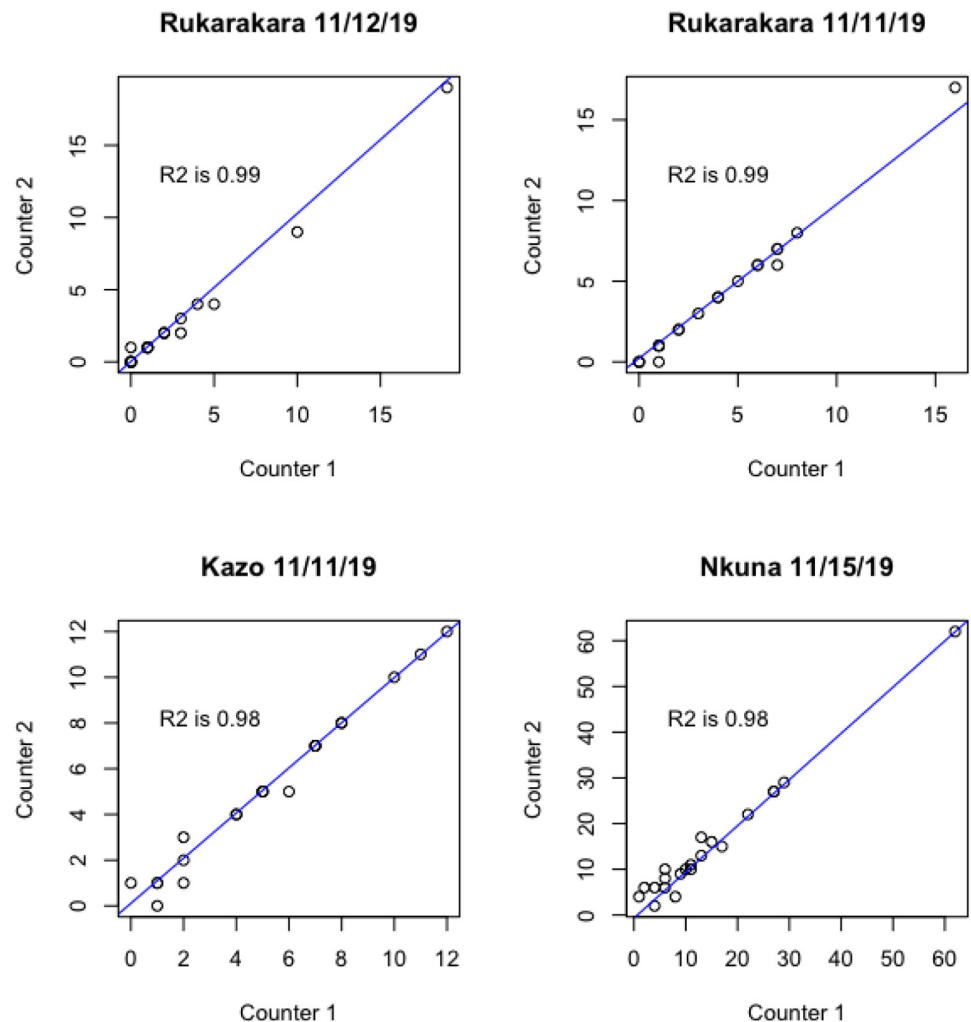 Rukarakara 11/12/19
15
10
5
0
Counter 2
R2 is 0.99
0 5 10 15
Counter 1
Rukarakara 11/11/19
15
10
5
0
Counter 2
R2 is 0.99
0 5 10 15
Counter 1
Kazo 11/11/19
12
10
8
6
4
2
0
Counter 2
R2 is 0.98
0 2 4 6 8 10 12
Counter 1
Nkuna 11/15/19
60
50
40
30
20
10
0
Counter 2
R2 is 0.98
0 10 20 30 40 50 60
Counter 1